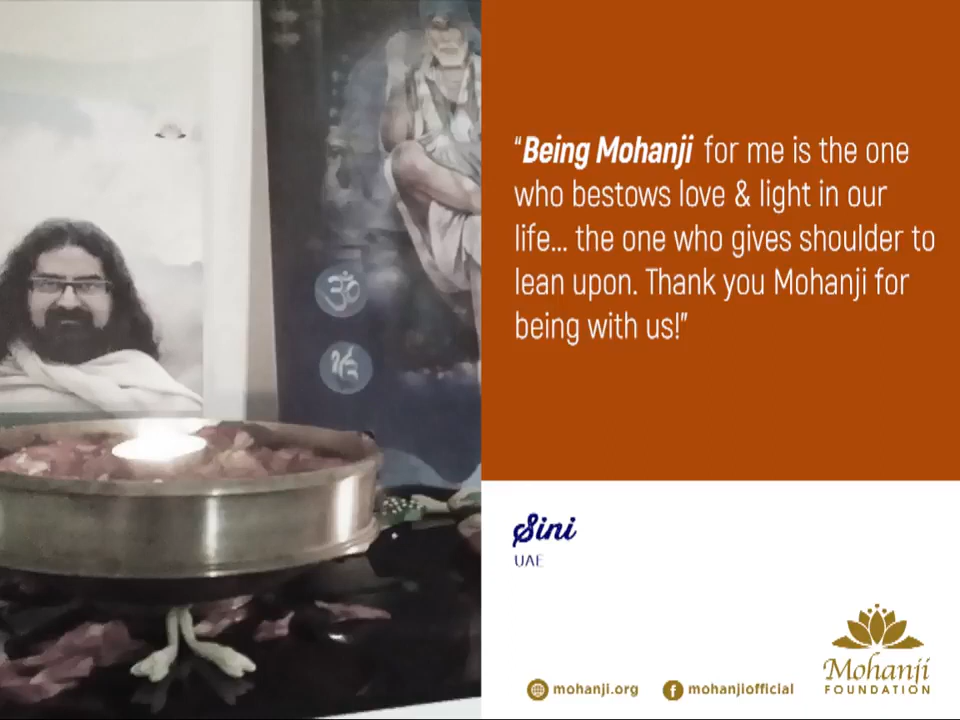 ॐ
“Being Mohanji for me is the one
who bestows love & light in our
life... the one who gives shoulder to
lean upon. Thank you Mohanji for
being with us!”
Sini
UAE
Mohanji
FOUNDATION
mohanji.org
mohanjiofficial